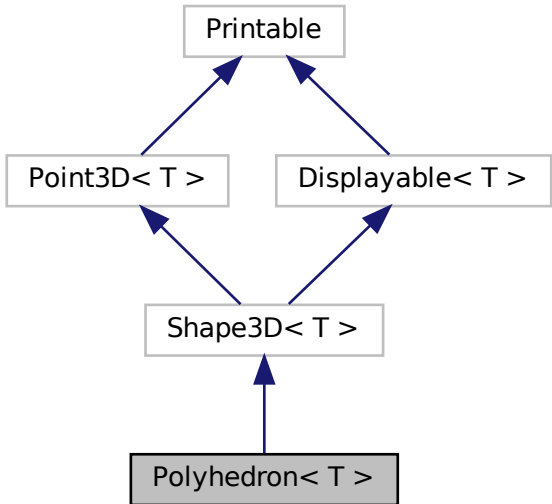 Printable
Point3D< T >
Displayable< T >
Shape3D< T >
Polyhedron< T >